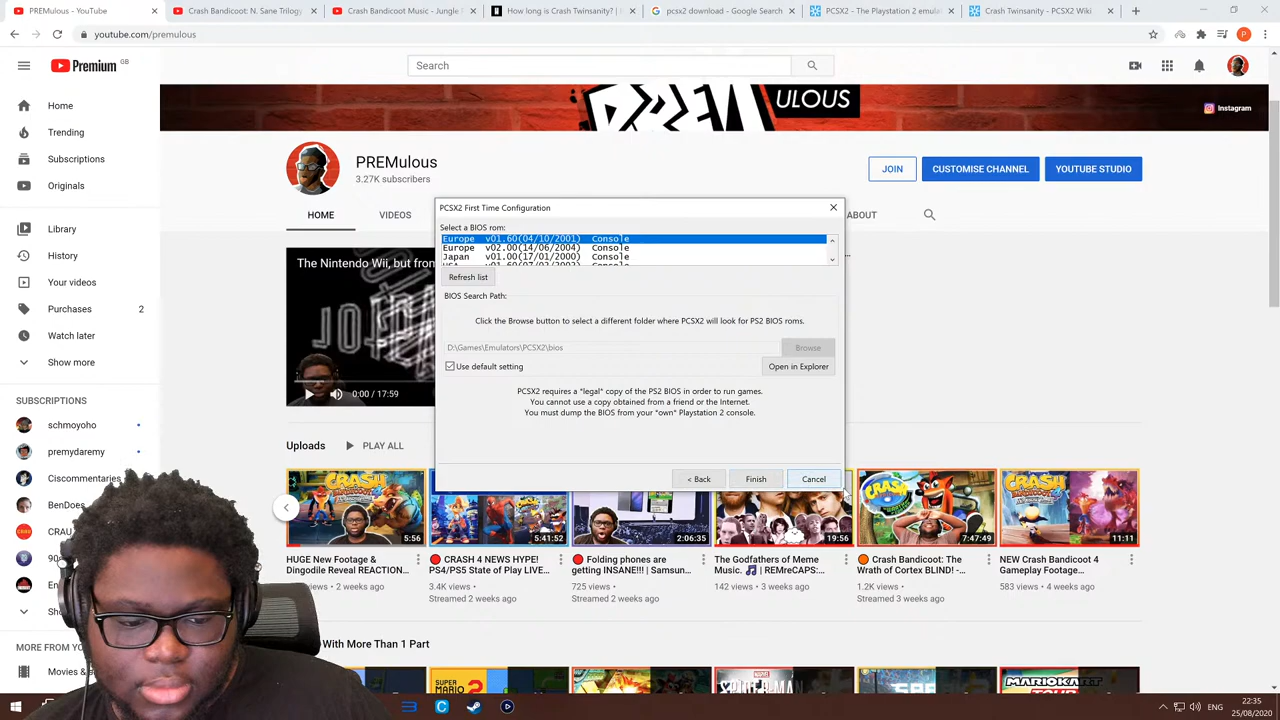 PREMulous - YouTube
Crash Bandicoot: N. Sane Trilogy
Crash Bandicoot Music - Jungle
How long is Crash Twinsanity? |
pcsx2 download - Google Search
PCSX2 - The Playstation 2 emul
Crash Twinsanity - PCSX2 Wiki
youtube.com/premulous
P
Premium GB
Search
Home
Trending
Subscriptions
Originals
Library
History
Your videos
Purchases 2
Watch later
Show more
SUBSCRIPTIONS
schmoyoho
premydaremy
Ciscommentaries
BenDoes
MORE FROM YO
ULOUS
Instagram
PREMulous
3.27K subscribers
JOIN
CUSTOMISE CHANNEL
YOUTUBE STUDIO
HOME
VIDEOS
ABOUT
The Nintendo Wii, but from
0:00 / 17:59
PCSX2 First Time Configuration
Select a BIOS rom:
Europe v01.60(04/10/2001) Console
Europe v02.00(14/06/2004) Console
Japan v01.00(17/01/2000) Console
Refresh list
BIOS Search Path:
Click the Browse button to select a different folder where PCSX2 will look for PS2 BIOS roms.
D:\Games\Emulators\PCSX2\bios
Browse
Use default setting
Open in Explorer
PCSX2 requires a "legal" copy of the PS2 BIOS in order to run games.
You cannot use a copy obtained from a friend or the Internet.
You must dump the BIOS from your "own" Playstation 2 console.
< Back
Finish
Cancel
Uploads
PLAY ALL
5:56
5:41:52
2:06:35
19:56
7:47:49
11:11
HUGE New Footage &
Dingodile Reveal REACTION...
views • 2 weeks ago
CRASH 4 NEWS HYPE!
PS4/PS5 State of Play LIVE...
3.4K views •
Streamed 2 weeks ago
Folding phones are
getting INSANE!!! | Samsun...
725 views •
Streamed 2 weeks ago
The Godfathers of Meme
Music. REMreCAPS:...
142 views • 3 weeks ago
Crash Bandicoot: The
Wrath of Cortex BLIND! -...
1.2K views •
Streamed 3 weeks ago
NEW Crash Bandicoot 4
Gameplay Footage...
583 views • 4 weeks ago
With More Than 1 Part
ENG
22:35
25/08/2020